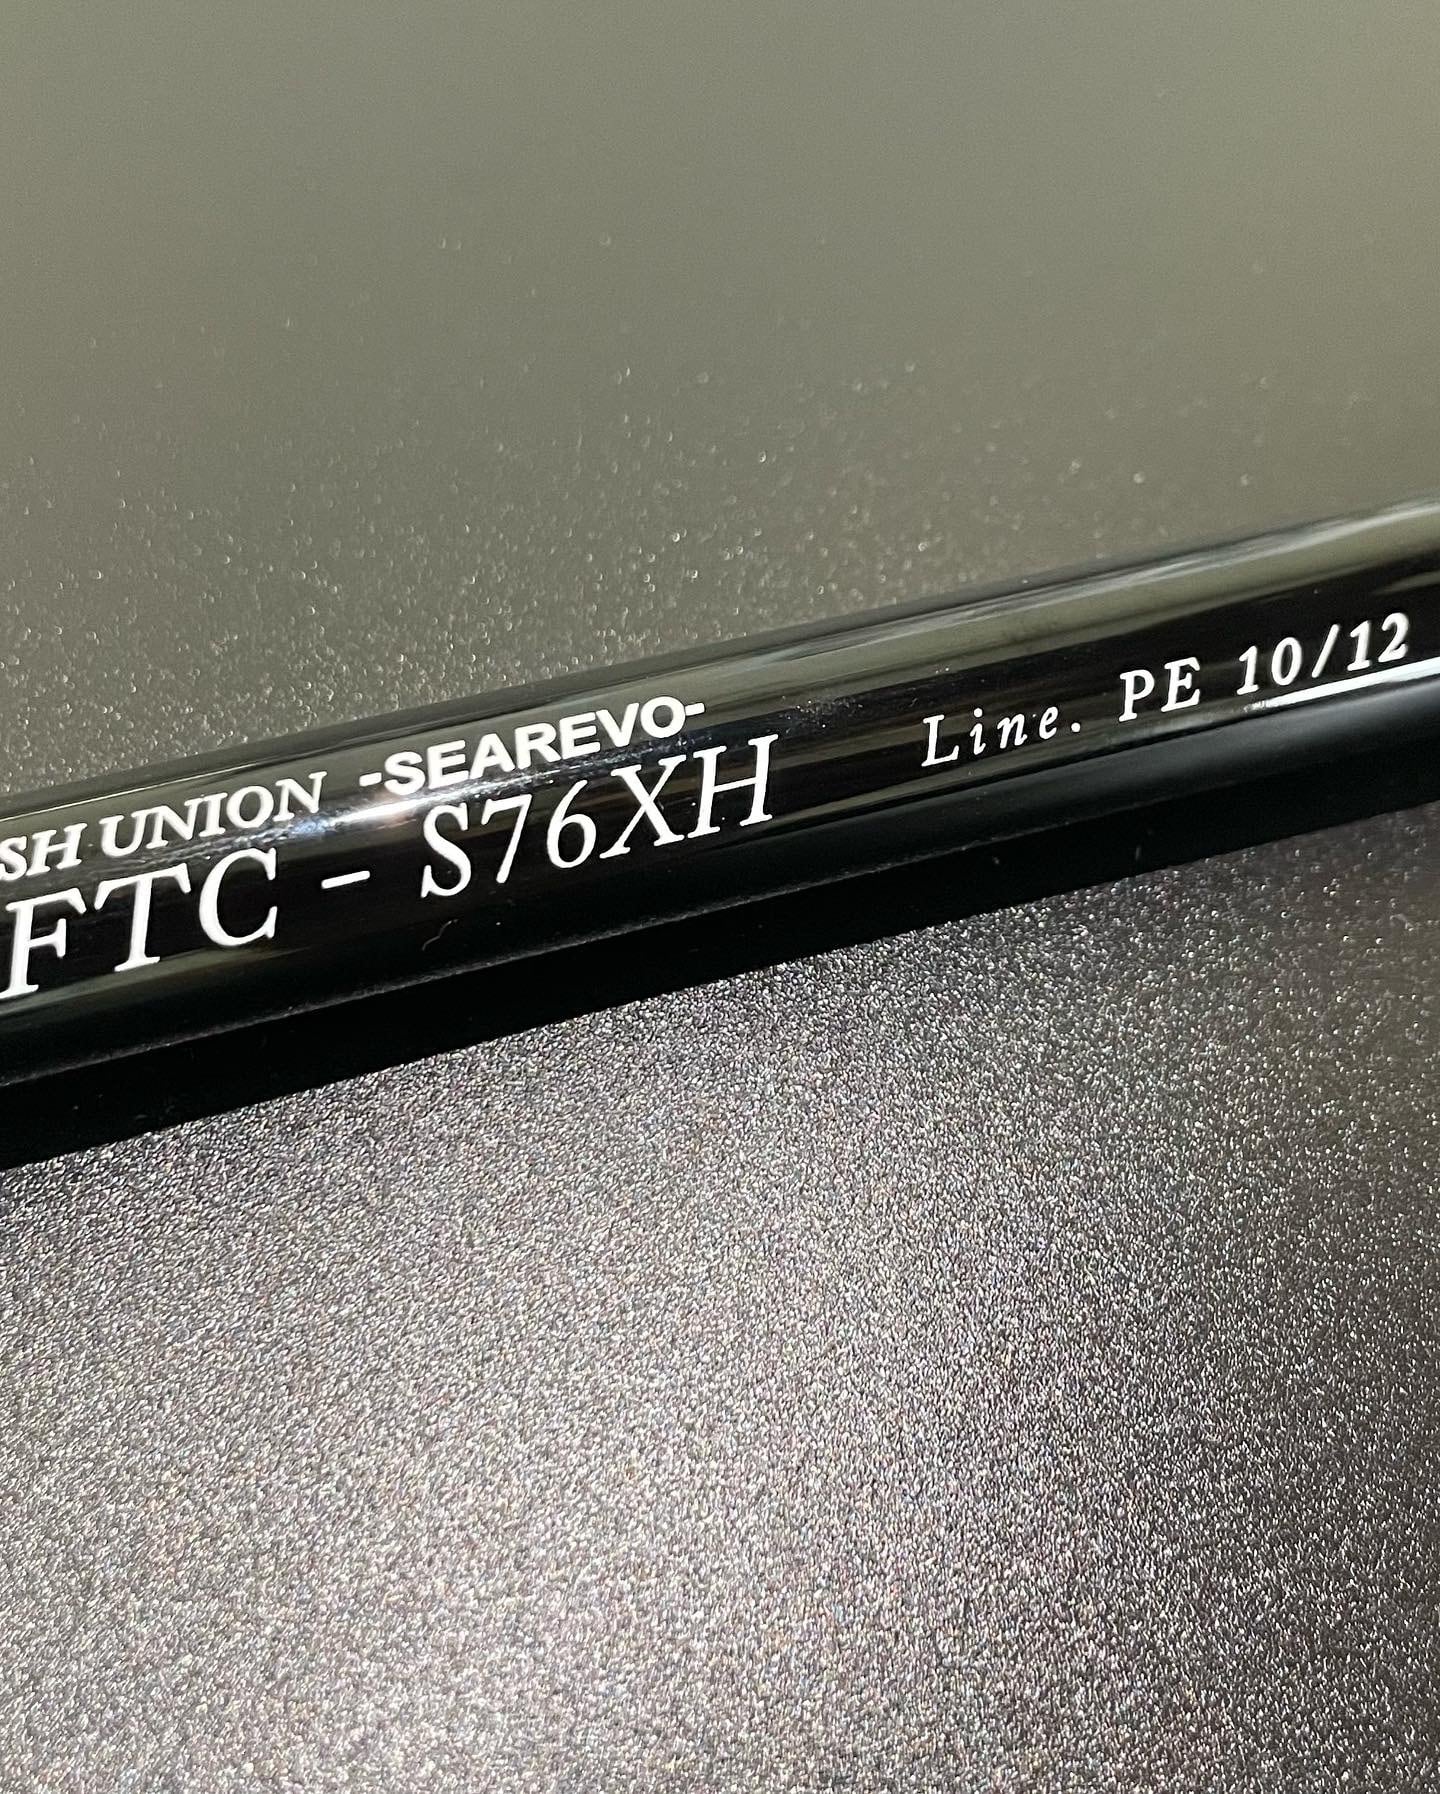 SH UNION -SEAREVO-
FTC - S76XH
Line. PE 10/12